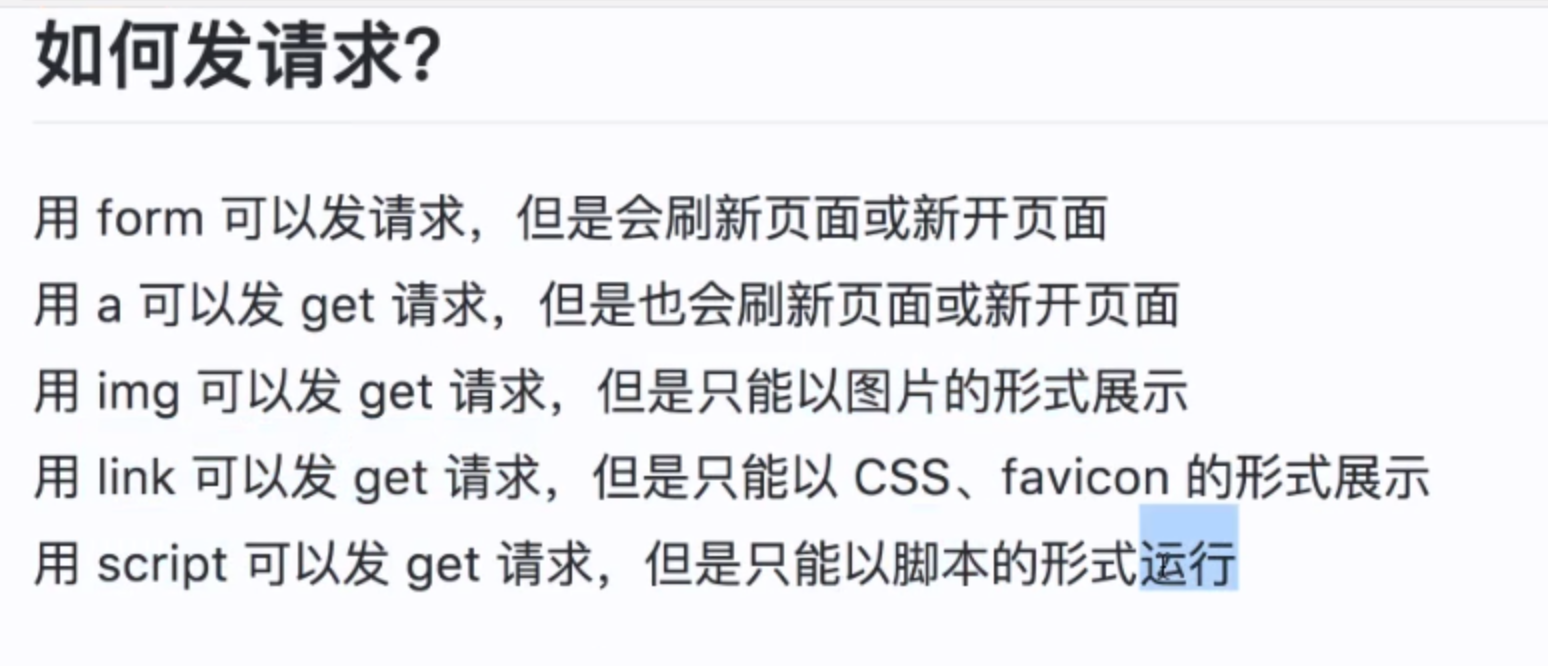 如何发请求?
用 form 可以发请求，但是会刷新页面或新开页面
用 a 可以发 get 请求，但是也会刷新页面或新开页面
用 img 可以发 get 请求，但是只能以图片的形式展示
用 link 可以发 get 请求，但是只能以 CSS、favicon 的形式展示
用 script 可以发 get 请求，但是只能以脚本的形式运行